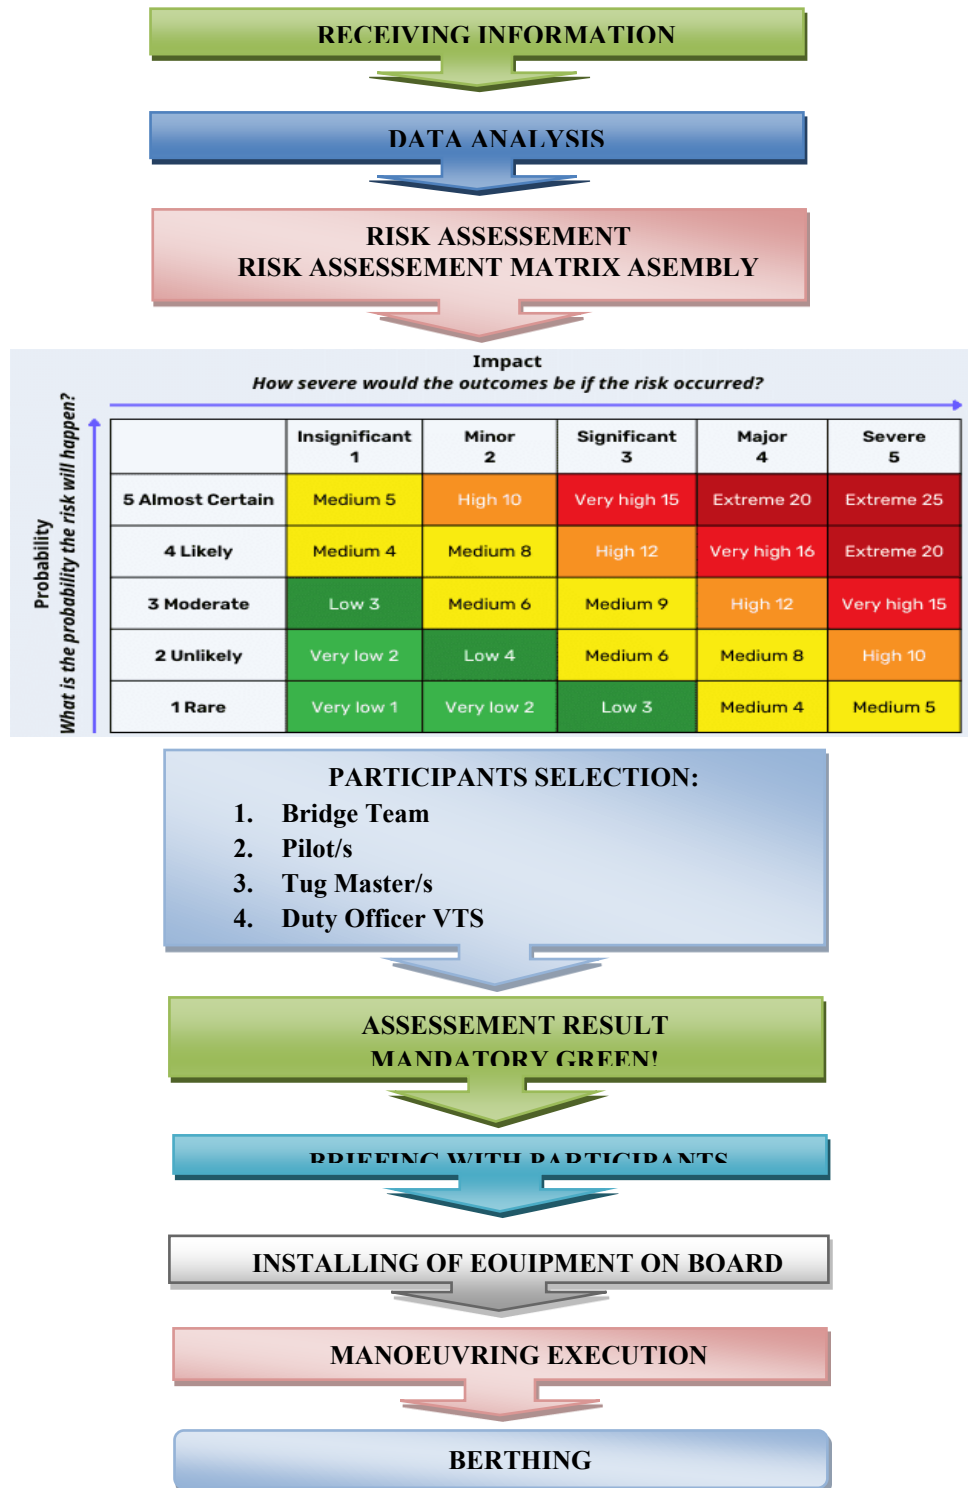 RECEIVING INFORMATION
DATA ANALYSIS
RISK ASSESSEMENT
RISK ASSESSEMENT MATRIX ASEMBLY
Impact
How severe would the outcomes be if the risk occurred?
Probability
What is the probability the risk will happen?
Insignificant Minor Significant Major Severe
1 2 3 4 5
5 Almost Certain Medium 5 High 10 Very high 15 Extreme 20 Extreme 25
4 Likely Medium 4 Medium 8 High 12 Very high 16 Extreme 20
3 Moderate Low 3 Medium 6 Medium 9 High 12 Very high 15
2 Unlikely Very low 2 Low 4 Medium 6 Medium 8 High 10
1 Rare Very low 1 Very low 2 Low 3 Medium 4 Medium 5
PARTICIPANTS SELECTION:
1. Bridge Team
2. Pilot/s
3. Tug Master/s
4. Duty Officer VTS
ASSESSEMENT RESULT
MANDATORY GREEN!
BRIEFING WITH PARTICIPANTS
INSTALLING OF EQUIPMENT ON BOARD
MANOEUVRING EXECUTION
BERTHING